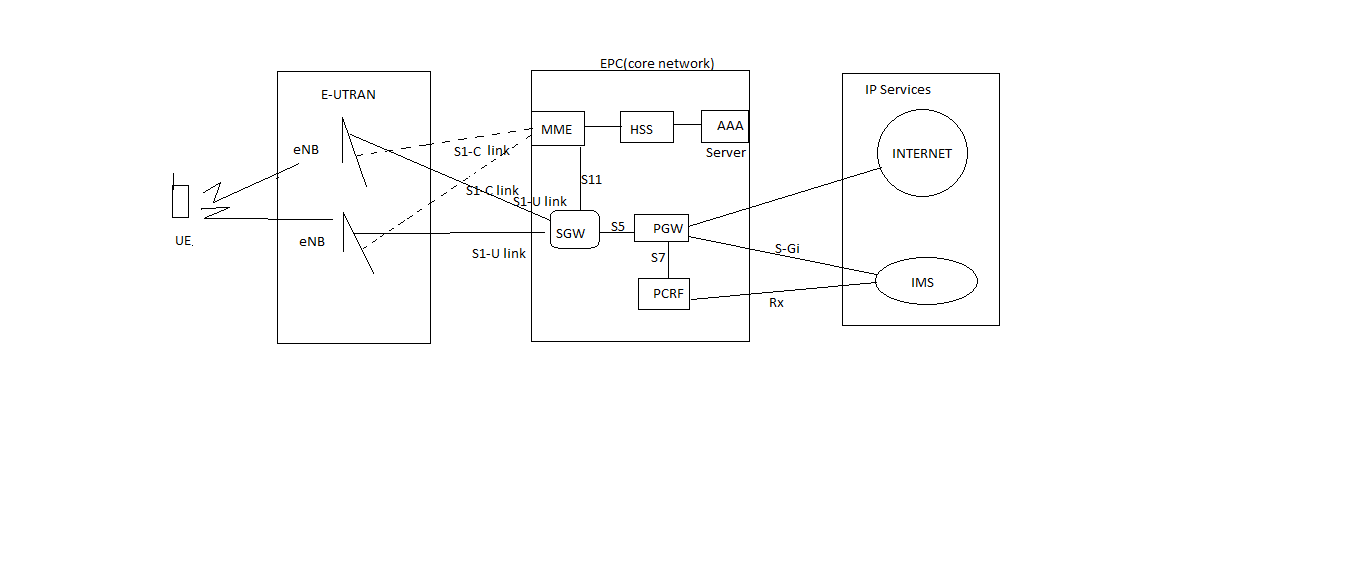 EPC(core network)
E-UTRAN
IP Services
MME
HSS
AAA
Server
eNB
S1-C link
INTERNET
S11
S1-C link
S1-U link
UE
eNB
SGW
S5
PGW
S1-U link
S7
S-Gi
PCRF
IMS
Rx